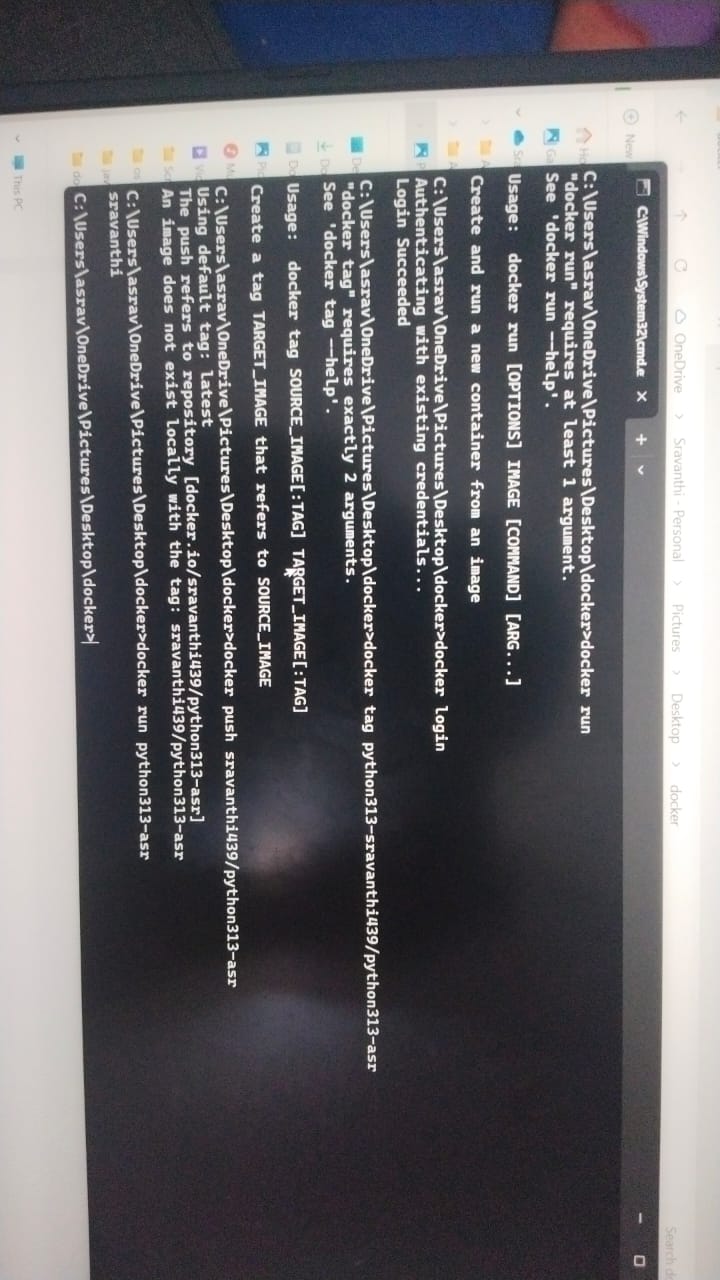 OneDrive > Sravanthi - Personal > Pictures > Desktop > docker
New
C:\Windows\System32\cmd.e
C:\Users\asrav\OneDrive\Pictures\Desktop\docker>docker run
"docker run" requires at least 1 argument.
See 'docker run --help'.
Usage:  docker run [OPTIONS] IMAGE [COMMAND] [ARG...]
Create and run a new container from an image
C:\Users\asrav\OneDrive\Pictures\Desktop\docker>docker login
Authenticating with existing credentials...
Login Succeeded
C:\Users\asrav\OneDrive\Pictures\Desktop\docker>docker tag python313-sravanthi439/python313-asr
"docker tag" requires exactly 2 arguments.
See 'docker tag --help'.
Usage:  docker tag SOURCE_IMAGE[:TAG] TARGET_IMAGE[:TAG]
Create a tag TARGET_IMAGE that refers to SOURCE_IMAGE
C:\Users\asrav\OneDrive\Pictures\Desktop\docker>docker push sravanthi439/python313-asr
Using default tag: latest
The push refers to repository [docker.io/sravanthi439/python313-asr]
An image does not exist locally with the tag: sravanthi439/python313-asr
C:\Users\asrav\OneDrive\Pictures\Desktop\docker>docker run python313-asr
sravanthi
C:\Users\asrav\OneDrive\Pictures\Desktop\docker>
This PC